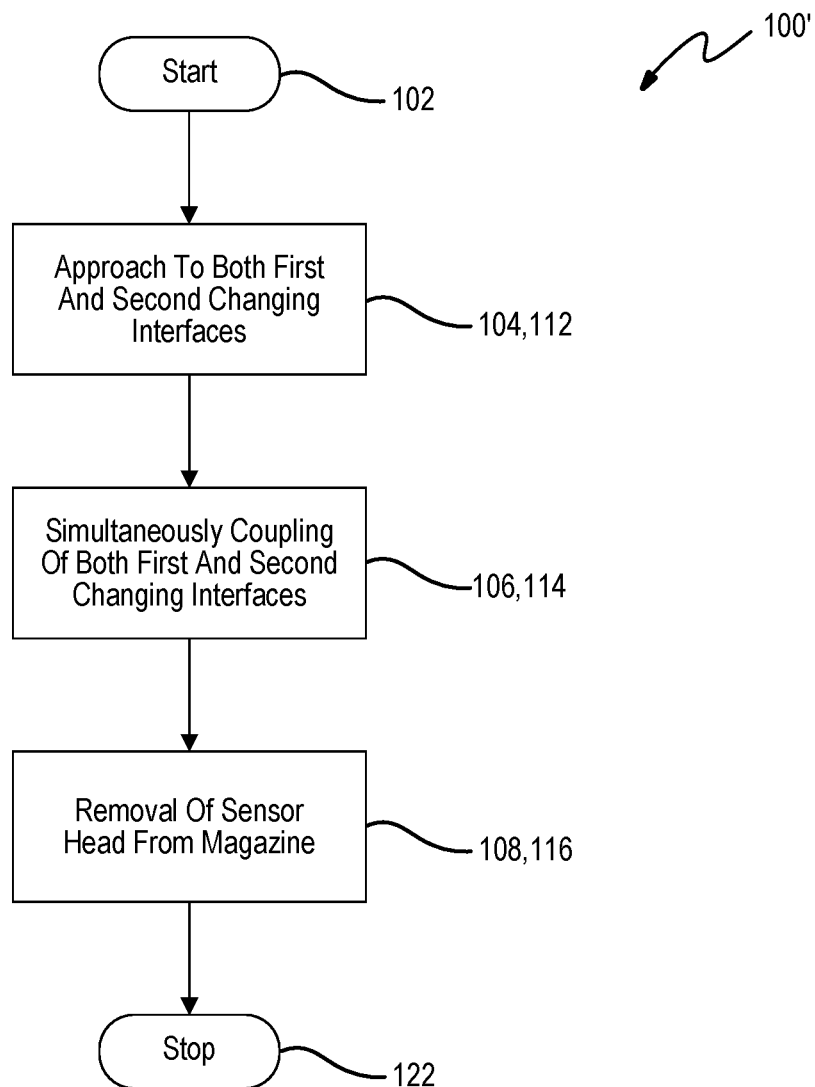 100'
Start
102
Approach To Both First
And Second Changing
Interfaces
104,112
Simultaneously Coupling
Of Both First And Second
Changing Interfaces
106,114
Removal Of Sensor
Head From Magazine
108,116
Stop
122